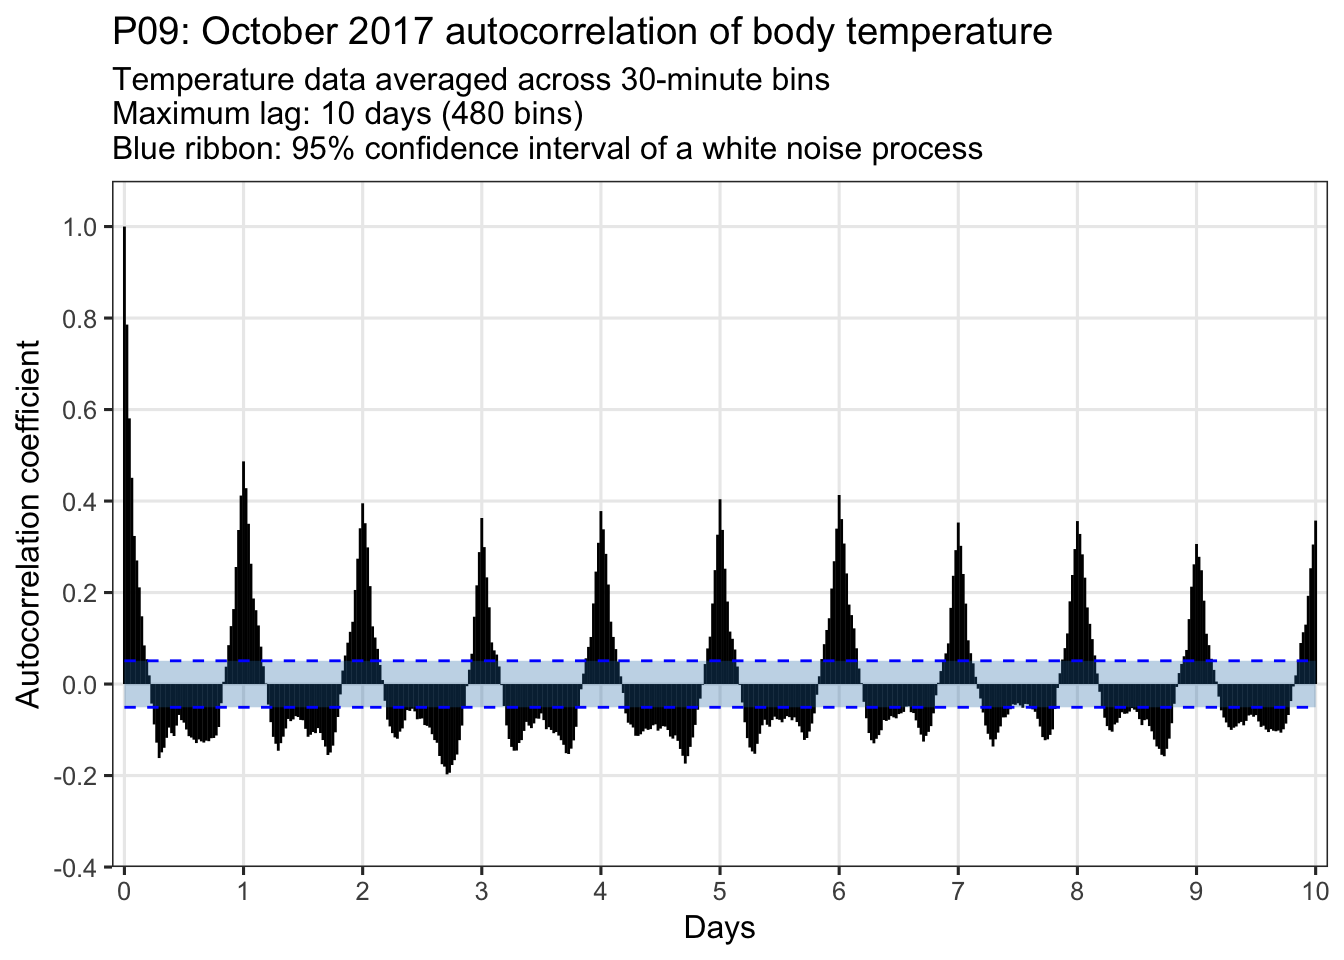 P09: October 2017 autocorrelation of body temperature
Temperature data averaged across 30-minute bins
Maximum lag: 10 days (480 bins)
Blue ribbon: 95% confidence interval of a white noise process
Autocorrelation coefficient
1.0
0.8
0.6
0.4
0.2
0.0
-0.2
-0.4
0 1 2 3 4 5 6 7 8 9 10
Days